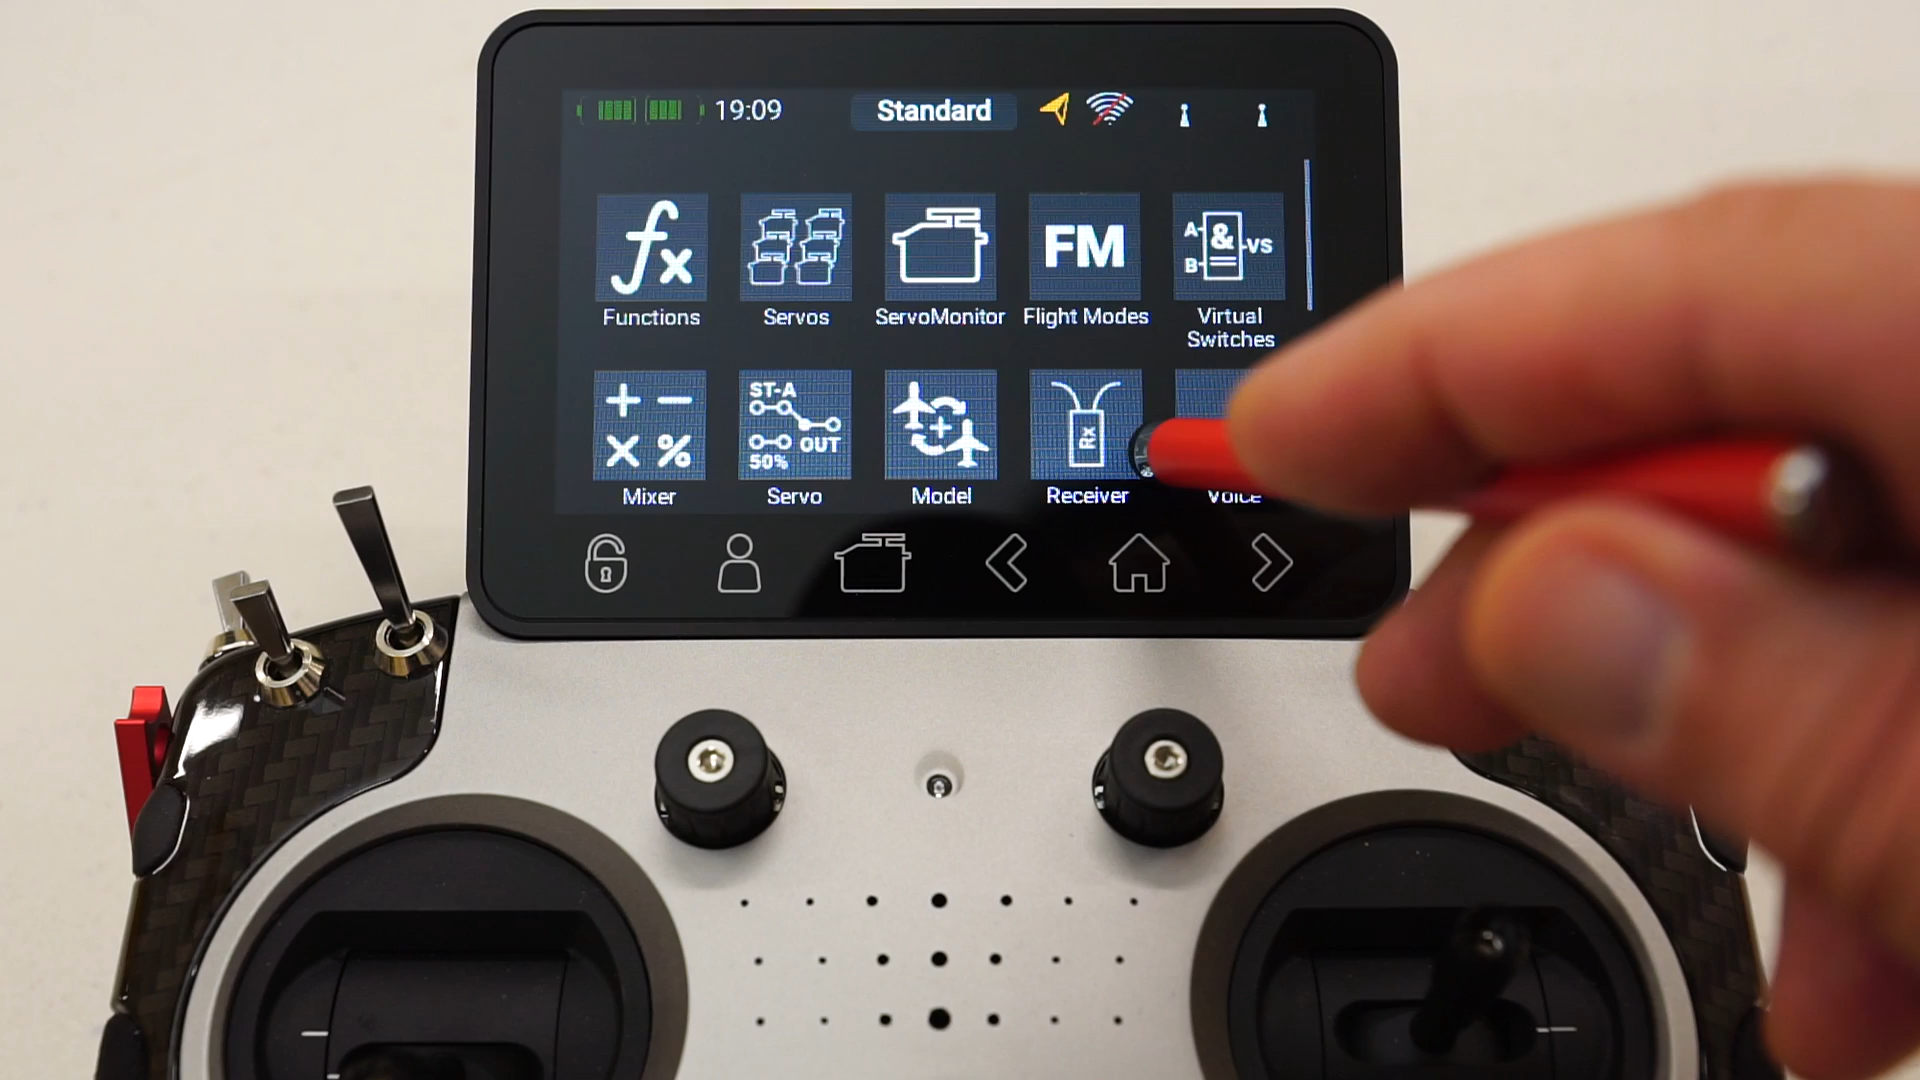 19:09 Standard
fx
FM
A & VS
B
Functions Servos ServoMonitor Flight Modes Virtual Switches
+ −
× %
ST-A
OUT
50%
Rx
Mixer Servo Model Receiver Voice